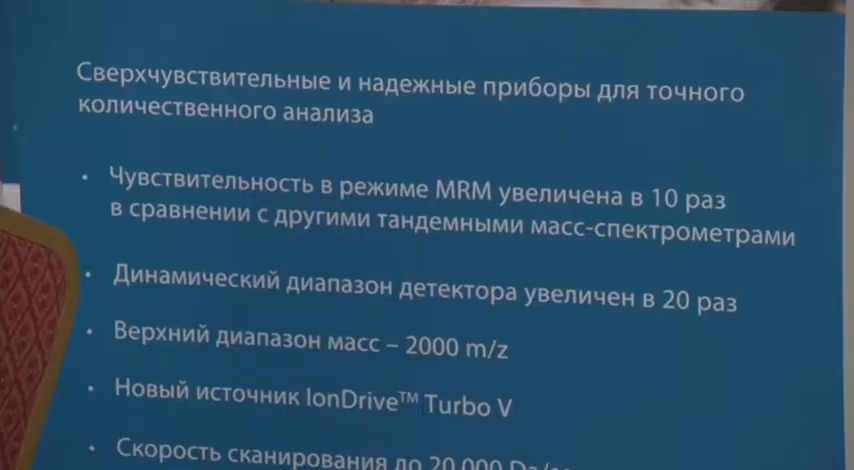 Сверхчувствительные и надежные приборы для точного
количественного анализа
• Чувствительность в режиме MRM увеличена в 10 раз
в сравнении с другими тандемными масс-спектрометрами
• Динамический диапазон детектора увеличен в 20 раз
• Верхний диапазон масс – 2000 m/z
• Новый источник IonDrive™ Turbo V
• Скорость сканирования до 20 000